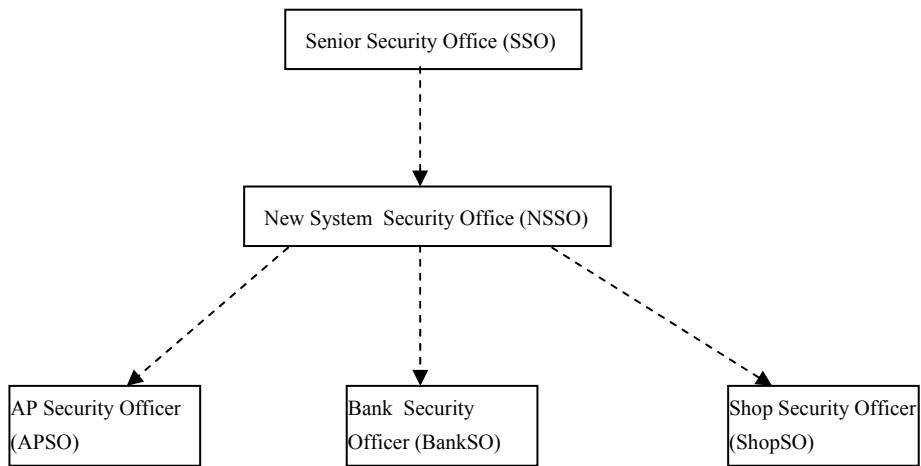 Senior Security Office (SSO)
New System Security Office (NSSO)
AP Security Officer
(APSO)
Bank Security
Officer (BankSO)
Shop Security Officer
(ShopSO)